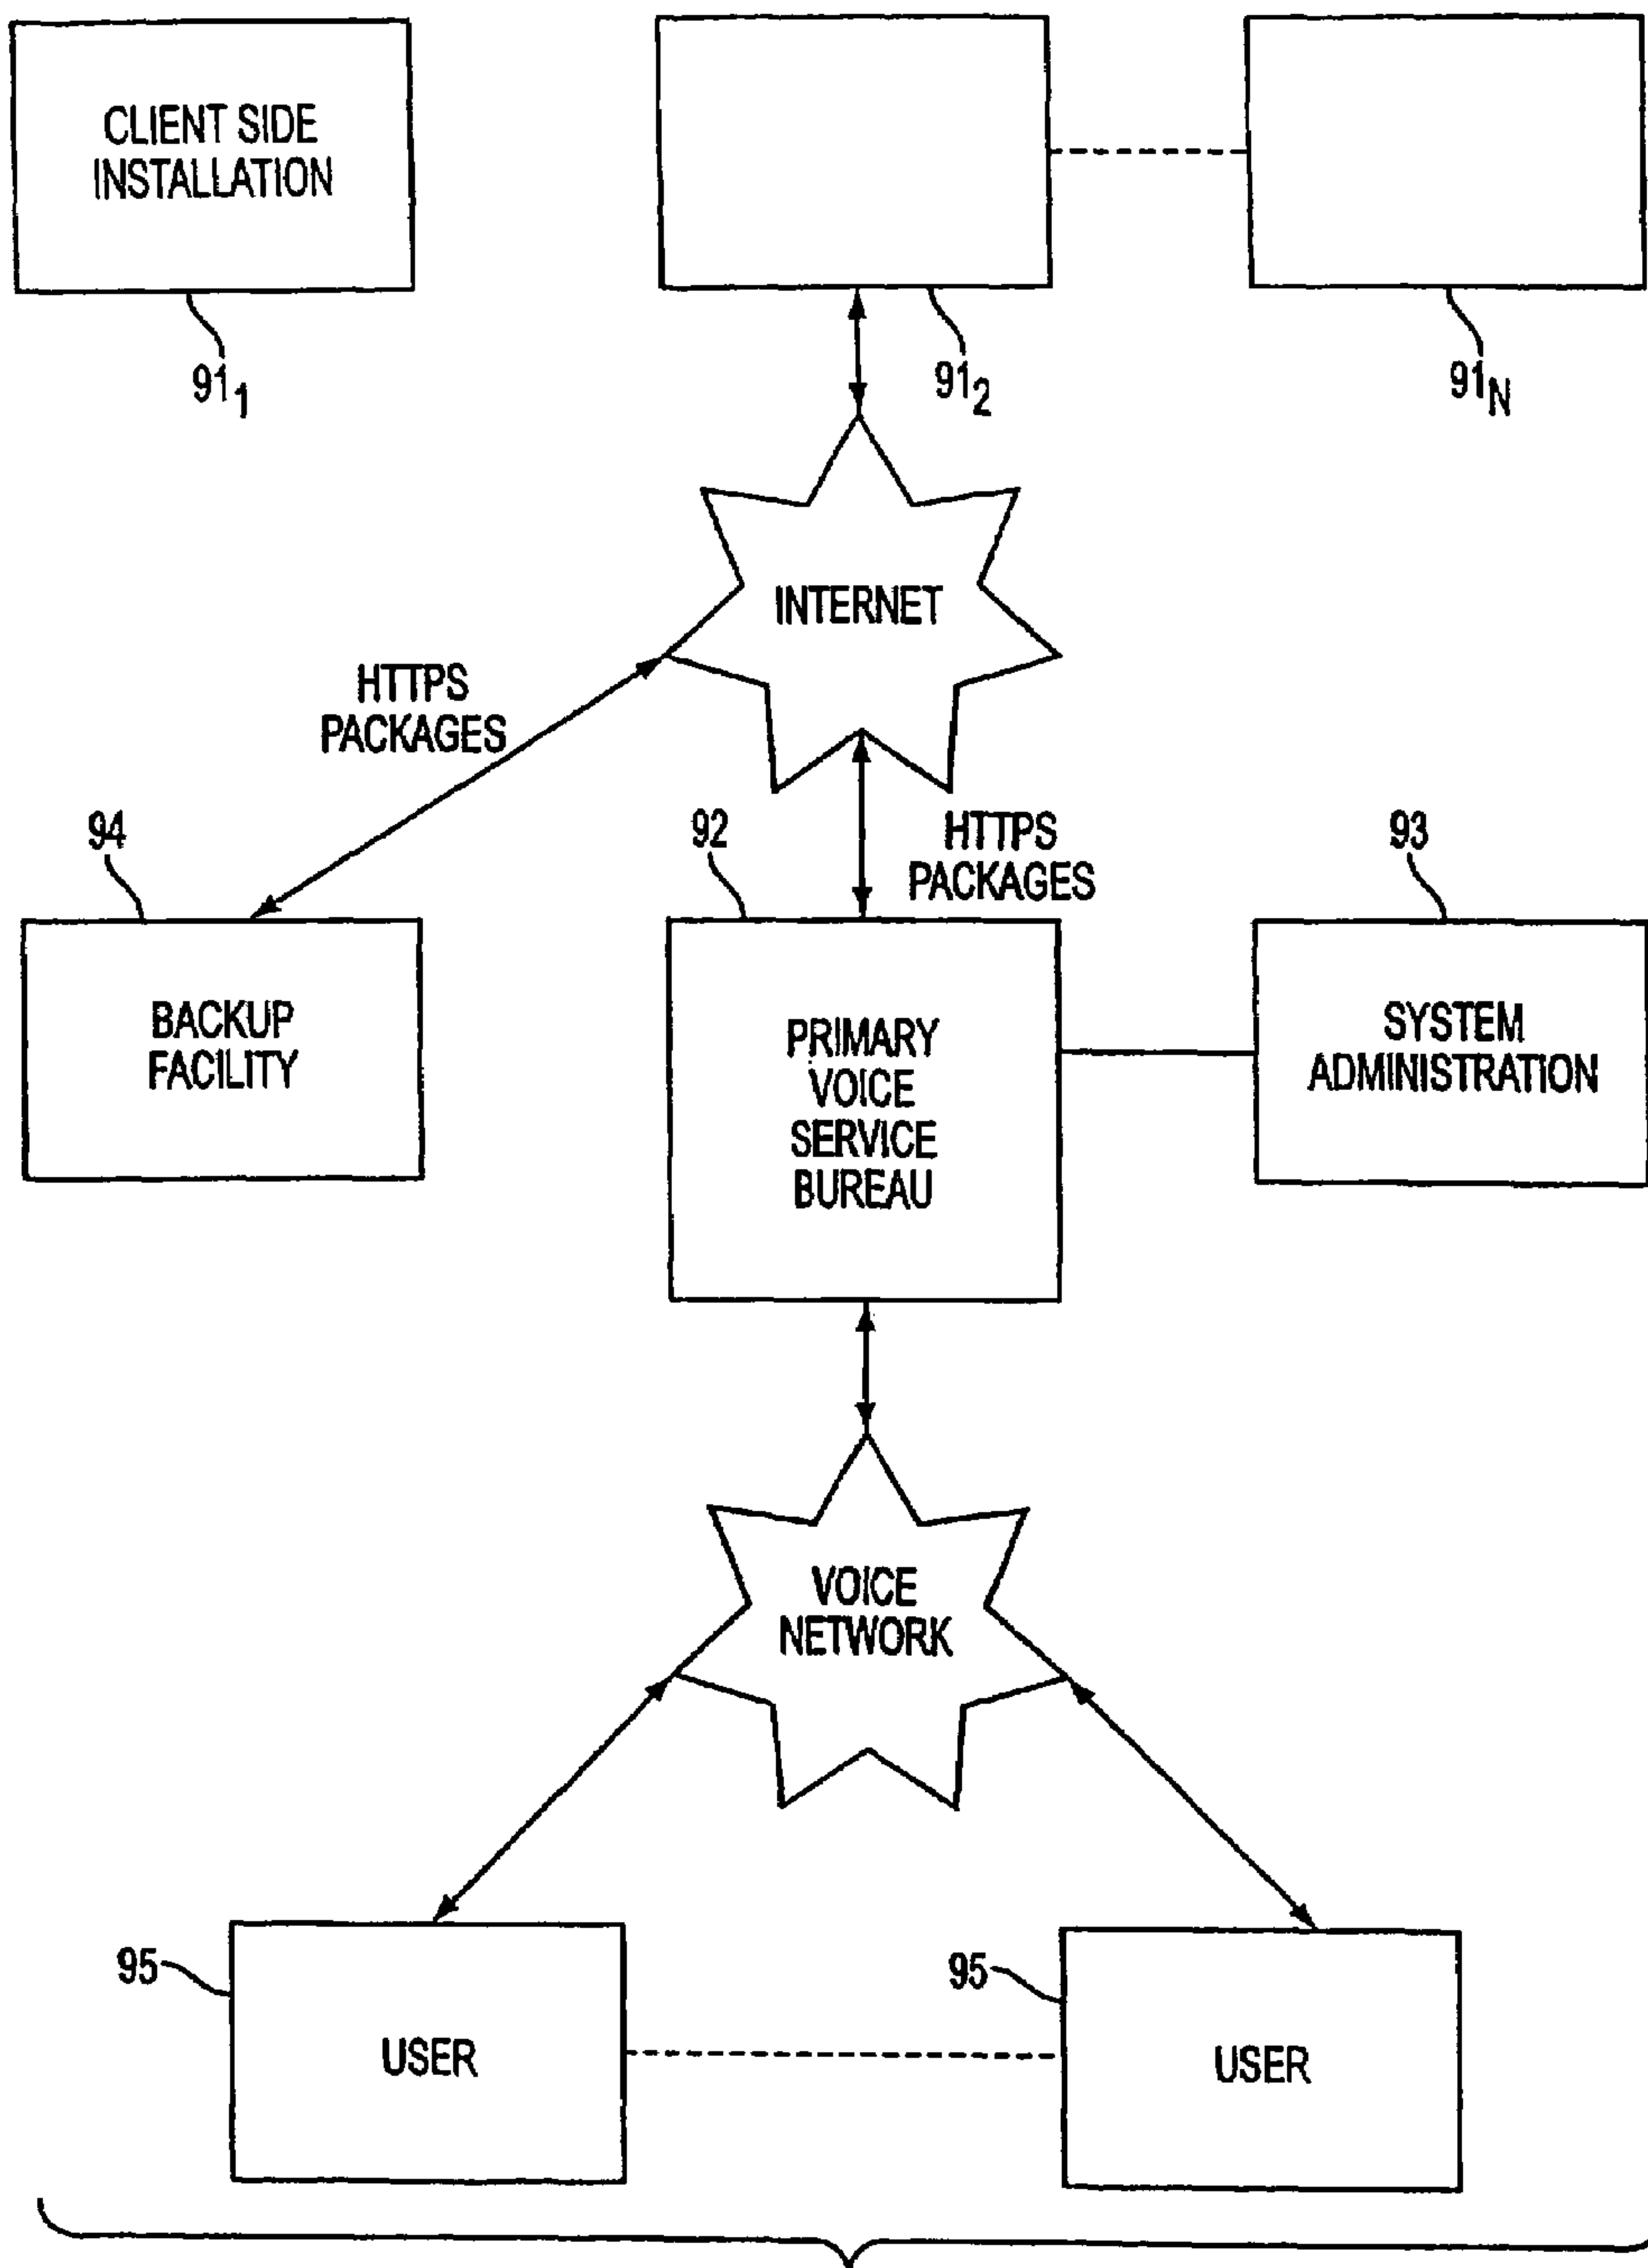 CLIENT SIDE
INSTALLATION
91₁
91₂
91N
INTERNET
HTTPS
PACKAGES
HTTPS
PACKAGES
94
92
93
BACKUP
FACILITY
PRIMARY
VOICE
SERVICE
BUREAU
SYSTEM
ADMINISTRATION
VOICE
NETWORK
95
95
USER
USER